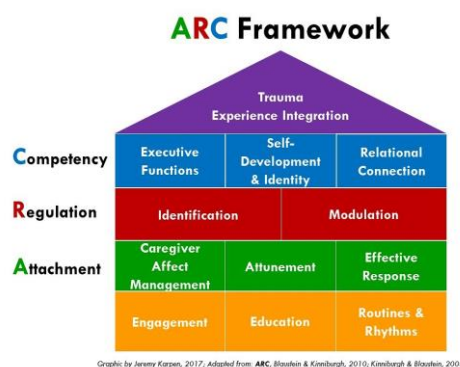 ARC Framework
Trauma
Experience Integration
Competency
Executive
Functions
Self-
Development
& Identity
Relational
Connection
Regulation
Identification
Modulation
Attachment
Caregiver
Affect
Management
Attunement
Effective
Response
Engagement
Education
Routines &
Rhythms
Graphic by Jeremy Karpen, 2017; Adapted from: ARC, Blaustein & Kinniburgh, 2010; Kinniburgh & Blaustein, 200